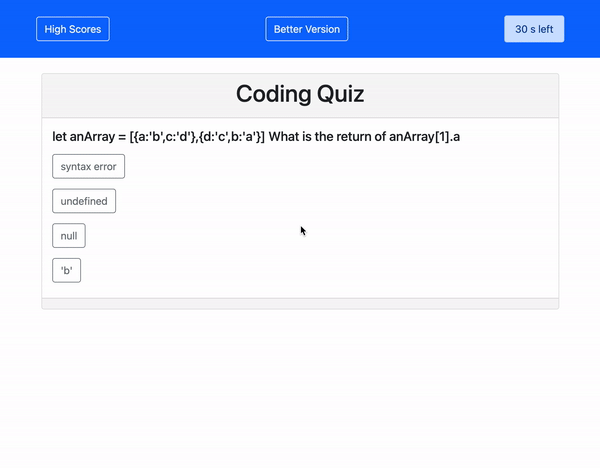 High Scores Better Version 30 s left
Coding Quiz
let anArray = [{a:'b',c:'d'},{d:'c',b:'a'}] What is the return of anArray[1].a
syntax error
undefined
null
'b'